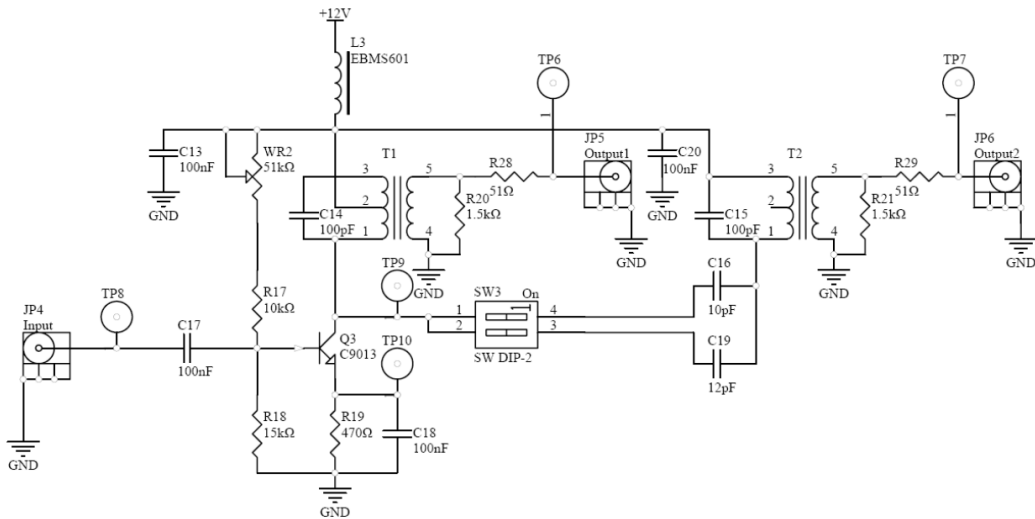 +12V
L3
EBMS601
TP6
TP7
1
1
C13
100nF
WR2
51kΩ
T1
JP5
Output1
C20
100nF
T2
JP6
Output2
3
5
R28
51Ω
3
5
R29
51Ω
GND
C14
100pF
2
R20
1.5kΩ
GND
C15
100pF
2
R21
1.5kΩ
1
4
1
4
GND
GND
TP9
GND
GND
C16
10pF
TP8
R17
10kΩ
SW3
On
1
4
2
3
JP4
Input
C17
100nF
Q3
C9013
TP10
SW DIP-2
C19
12pF
R18
15kΩ
R19
470Ω
C18
100nF
GND
GND